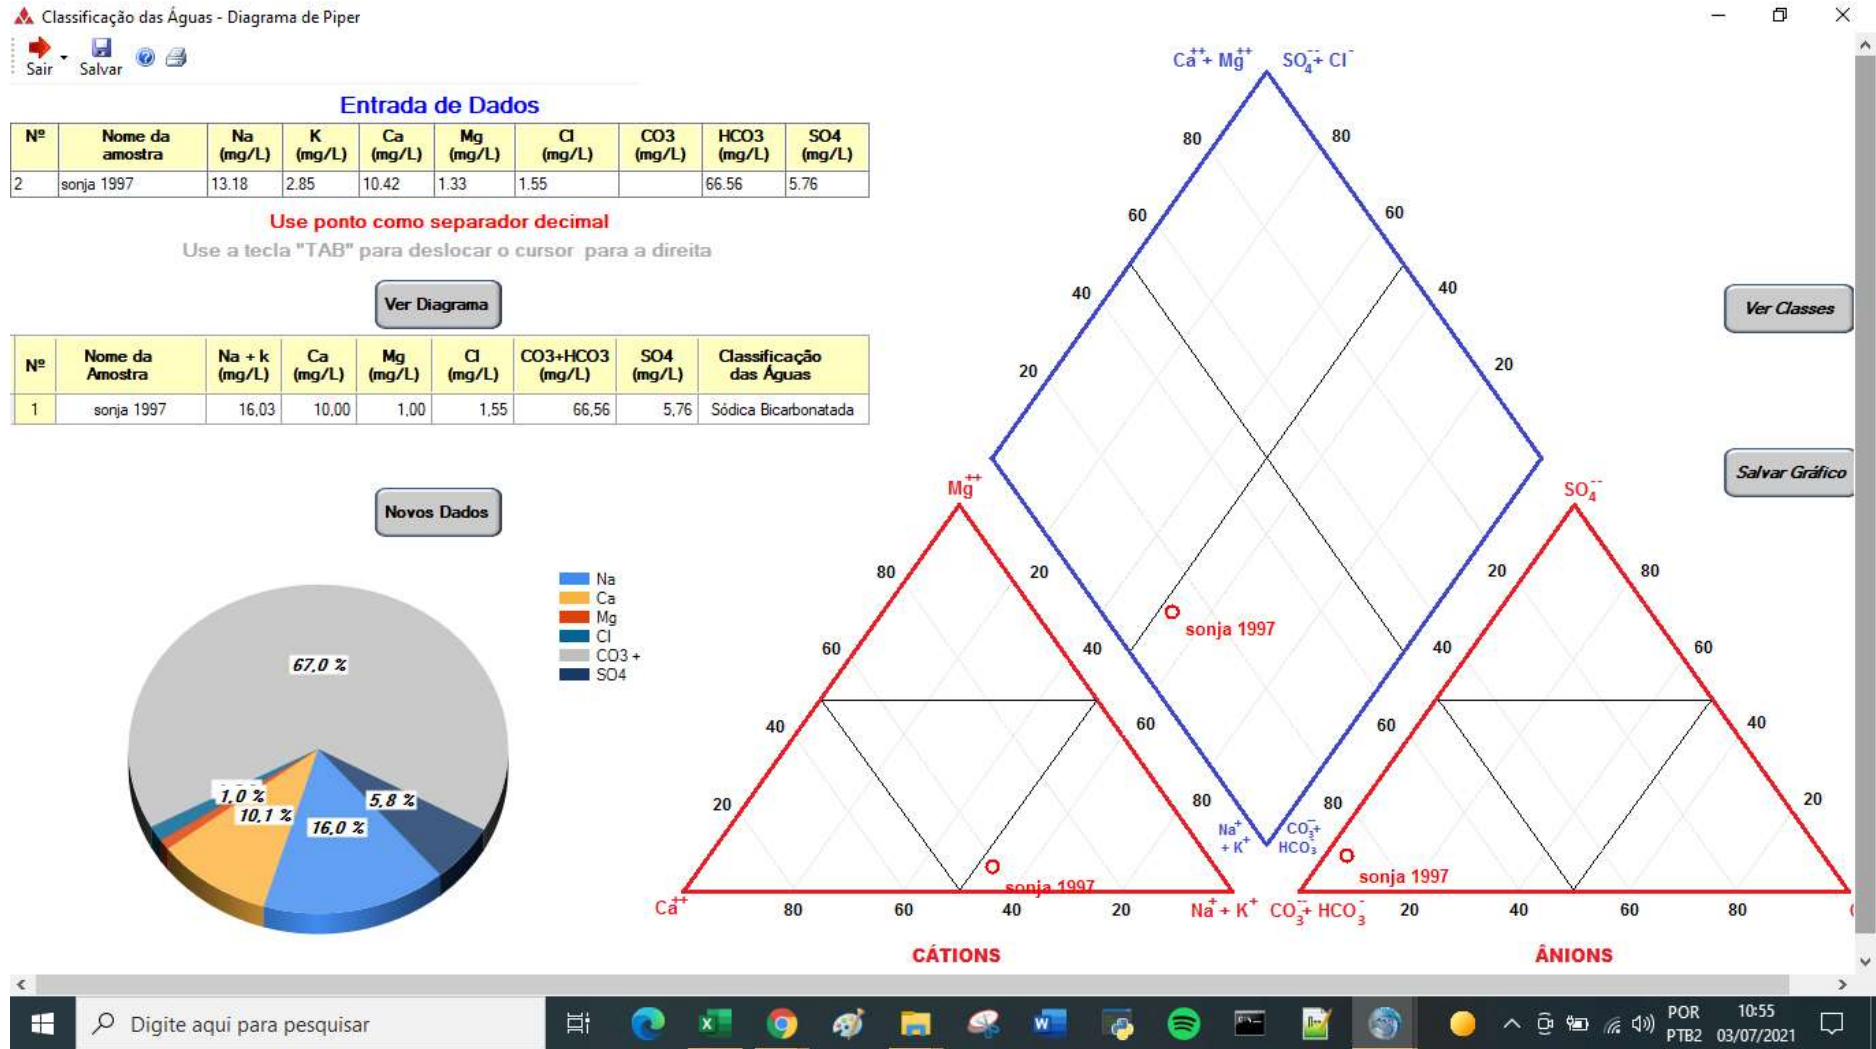 Classificação das Águas - Diagrama de Piper
Sair Salvar
Entrada de Dados
Nº Nome da amostra Na (mg/L) K (mg/L) Ca (mg/L) Mg (mg/L) Cl (mg/L) CO3 (mg/L) HCO3 (mg/L) SO4 (mg/L)
2 sonja 1997 13.18 2.85 10.42 1.33 1.55 66.56 5.76
Use ponto como separador decimal
Use a tecla "TAB" para deslocar o cursor para a direita
Ver Diagrama
Nº Nome da Amostra Na + k (mg/L) Ca (mg/L) Mg (mg/L) Cl (mg/L) CO3+HCO3 (mg/L) SO4 (mg/L) Classificação das Águas
1 sonja 1997 16,03 10,00 1,00 1,55 66,56 5,76 Sódica Bicarbonatada
Novos Dados
Na
Ca
Mg
Cl
CO3 +
SO4
67,0 %
1,0 %
10,1 %
16,0 %
5,8 %
Ca++ + Mg++ SO4-- + Cl-
80 80
60 60
40 40
20 20
Ver Classes
Salvar Gráfico
Mg++
80 20
60 40
40 60
20 80
Na+ + K+ CO3-- + HCO3-
sonja 1997
SO4--
20 80
40 60
60 40
80 20
sonja 1997
sonja 1997
Ca++ 80 60 40 20 Na+ + K+
CO3-- + HCO3- 20 40 60 80
CÁTIONS ÂNIONS
Digite aqui para pesquisar
POR
PTB2
10:55
03/07/2021